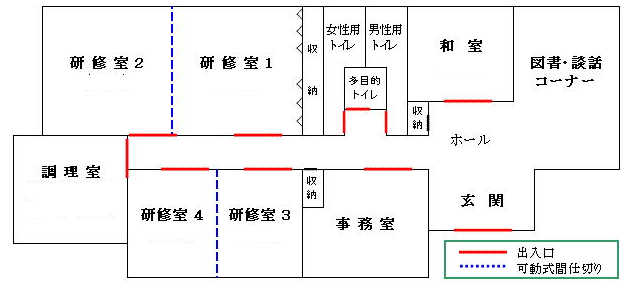 研修室２
研修室１
収
納
女性用
トイレ
男性用
トイレ
多目的
トイレ
収
納
和室
図書・談話
コーナー
ホール
調理室
研修室４
研修室３
収
納
事務室
玄関
出入口
可動式間仕切り